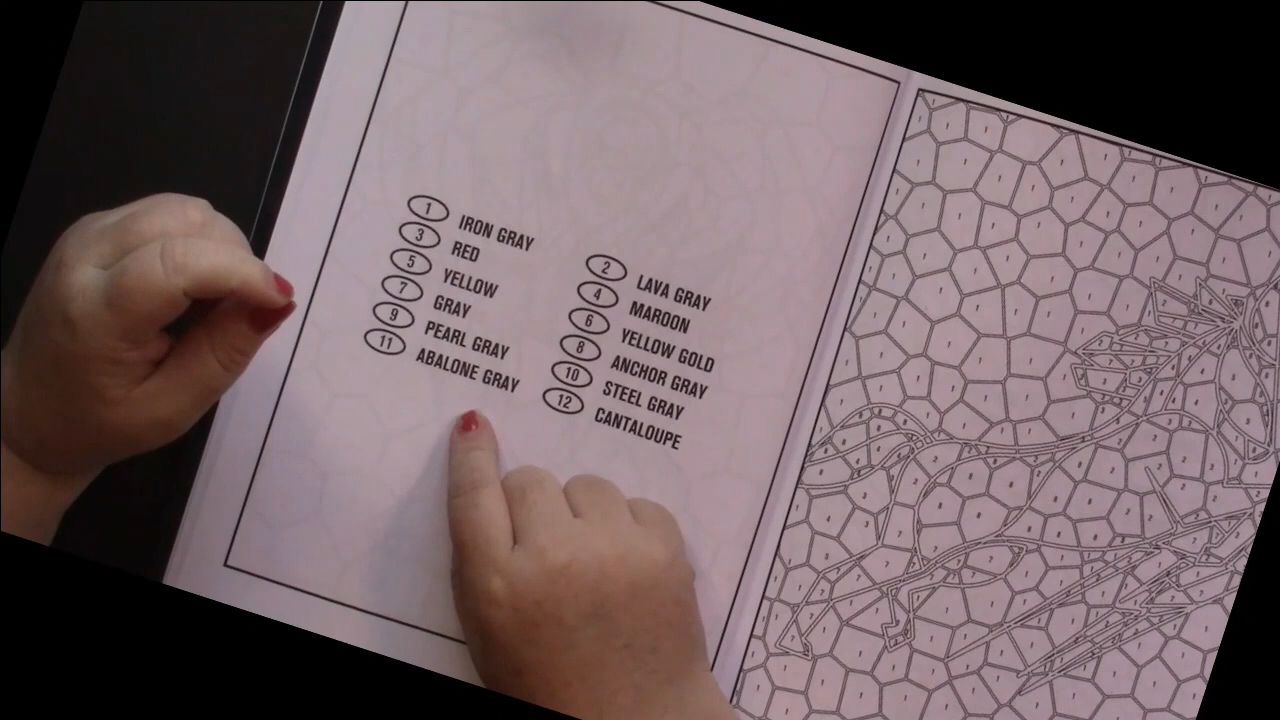 1 IRON GRAY
3 RED
5 YELLOW
7 GRAY
9 PEARL GRAY
11 ABALONE GRAY
2 LAVA GRAY
4 MAROON
6 YELLOW GOLD
8 ANCHOR GRAY
10 STEEL GRAY
12 CANTALOUPE